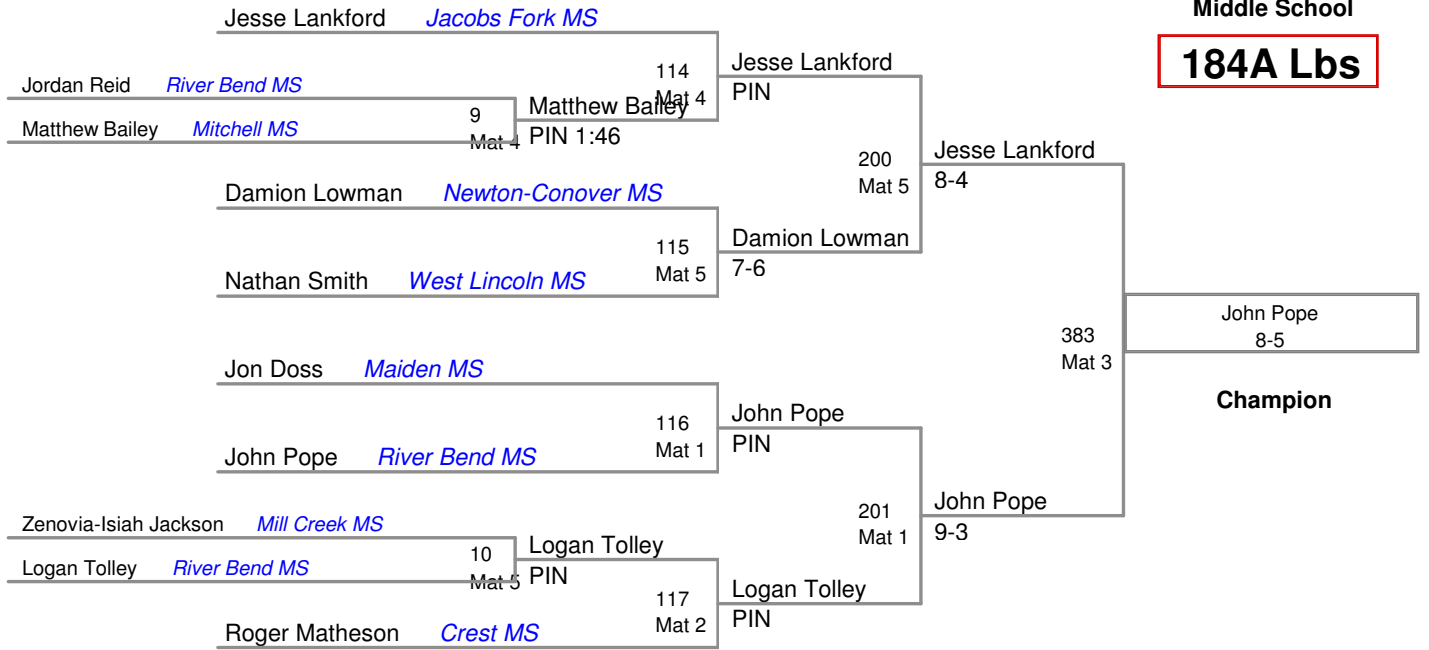 Middle School
184A Lbs
Jesse Lankford Jacobs Fork MS
Jordan Reid River Bend MS
Matthew Bailey Mitchell MS
9
Mat 4
Matthew Bailey
PIN 1:46
114
Mat 4
Jesse Lankford
PIN
Damion Lowman Newton-Conover MS
Nathan Smith West Lincoln MS
115
Mat 5
Damion Lowman
7-6
200
Mat 5
Jesse Lankford
8-4
Jon Doss Maiden MS
John Pope River Bend MS
116
Mat 1
John Pope
PIN
Zenovia-Isiah Jackson Mill Creek MS
Logan Tolley River Bend MS
10
Mat 5
Logan Tolley
PIN
Roger Matheson Crest MS
117
Mat 2
Logan Tolley
PIN
201
Mat 1
John Pope
9-3
383
Mat 3
John Pope
8-5
Champion